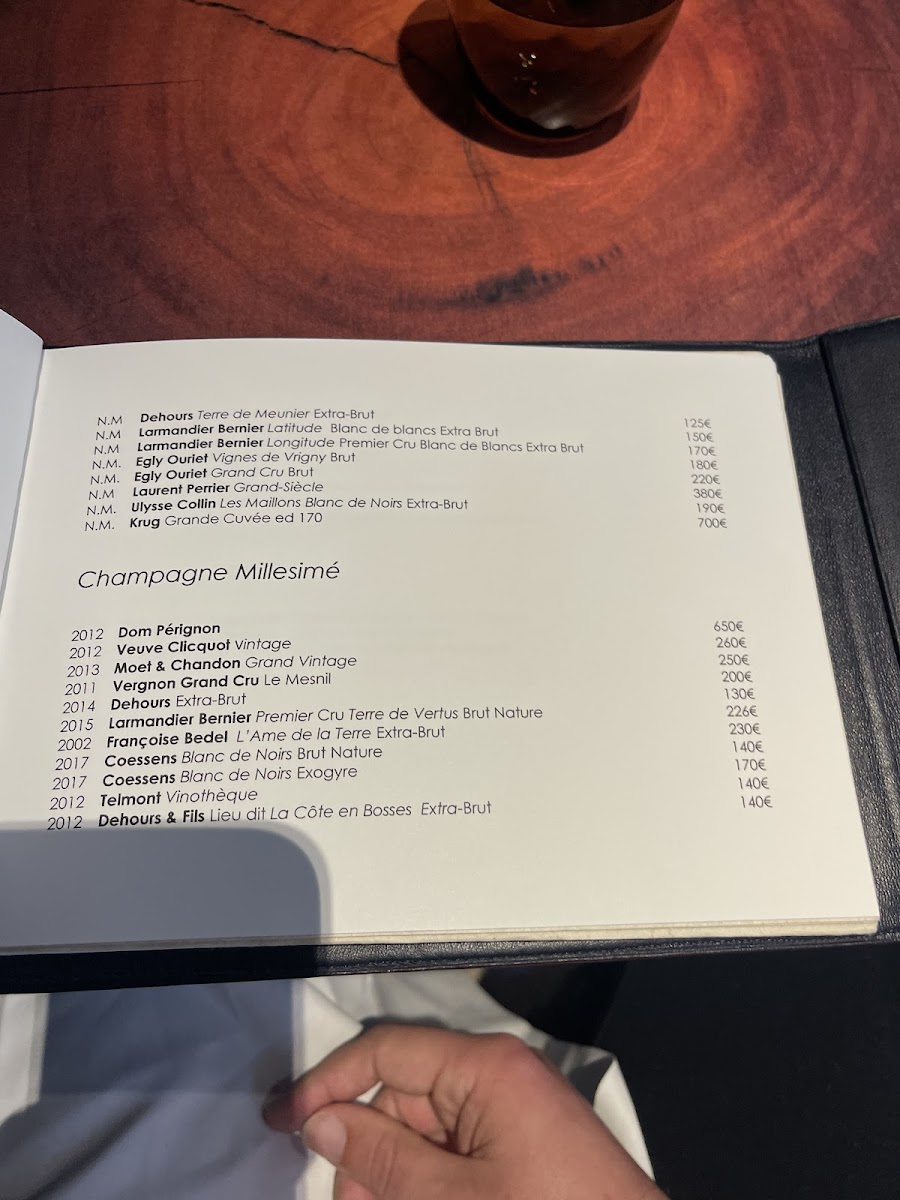 N.M Dehours Terre de Meunier Extra-Brut 125€
N.M Larmandier Bernier Latitude Blanc de blancs Extra Brut 150€
N.M Larmandier Bernier Longitude Premier Cru Blanc de Blancs Extra Brut 170€
N.M. Egly Ouriet Vignes de Vrigny Brut 180€
N.M. Egly Ouriet Grand Cru Brut 220€
N.M Laurent Perrier Grand-Siècle 380€
N.M. Ulysse Collin Les Maillons Blanc de Noirs Extra-Brut 190€
N.M. Krug Grande Cuvée ed 170 700€
Champagne Millesimé
2012 Dom Pérignon 650€
2012 Veuve Clicquot Vintage 260€
2013 Moet & Chandon Grand Vintage 250€
2011 Vergnon Grand Cru Le Mesnil 200€
2014 Dehours Extra-Brut 130€
2015 Larmandier Bernier Premier Cru Terre de Vertus Brut Nature 226€
2002 Françoise Bedel L'Ame de la Terre Extra-Brut 230€
2017 Coessens Blanc de Noirs Brut Nature 140€
2017 Coessens Blanc de Noirs Exogyre 170€
2012 Telmont Vinothèque 140€
2012 Dehours & Fils Lieu dit La Côte en Bosses Extra-Brut 140€